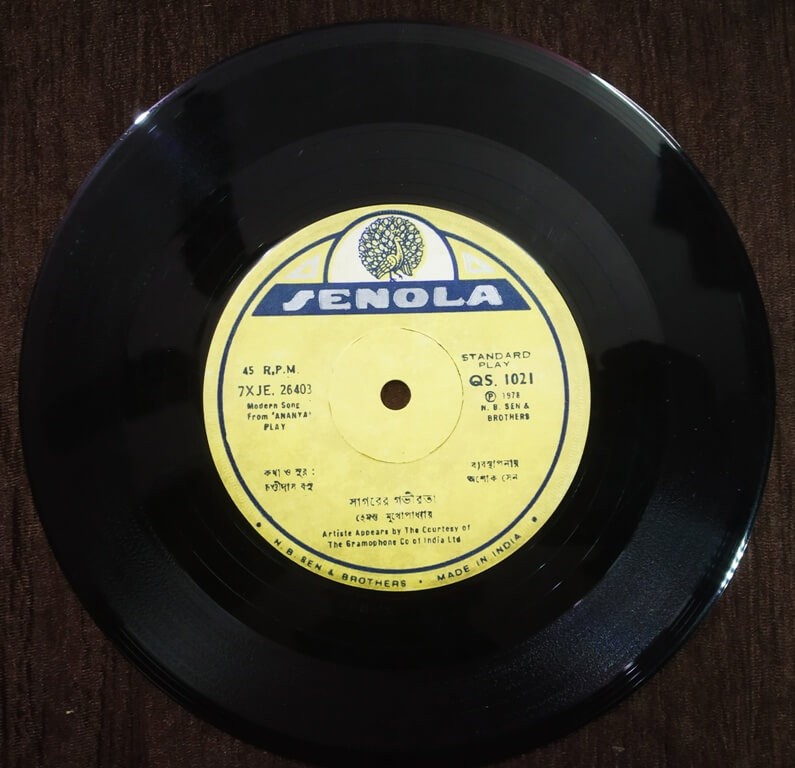 SENOLA
45 R.P.M.
7XJE. 26403
Modern Song
From 'ANANYA'
PLAY
STANDARD
PLAY
QS. 1021
Ⓟ 1978
N. B. SEN &
BROTHERS
কথা ও সুর :
চণ্ডীদাস বসু
ব্যবস্থাপনায়
অশোক সেন
সাগরের গভীরতা
হেমন্ত মুখোপাধ্যায়
Artiste Appears by The Courtesy of
The Gramophone Co of India Ltd
• N. B. SEN & BROTHERS • MADE IN INDIA •